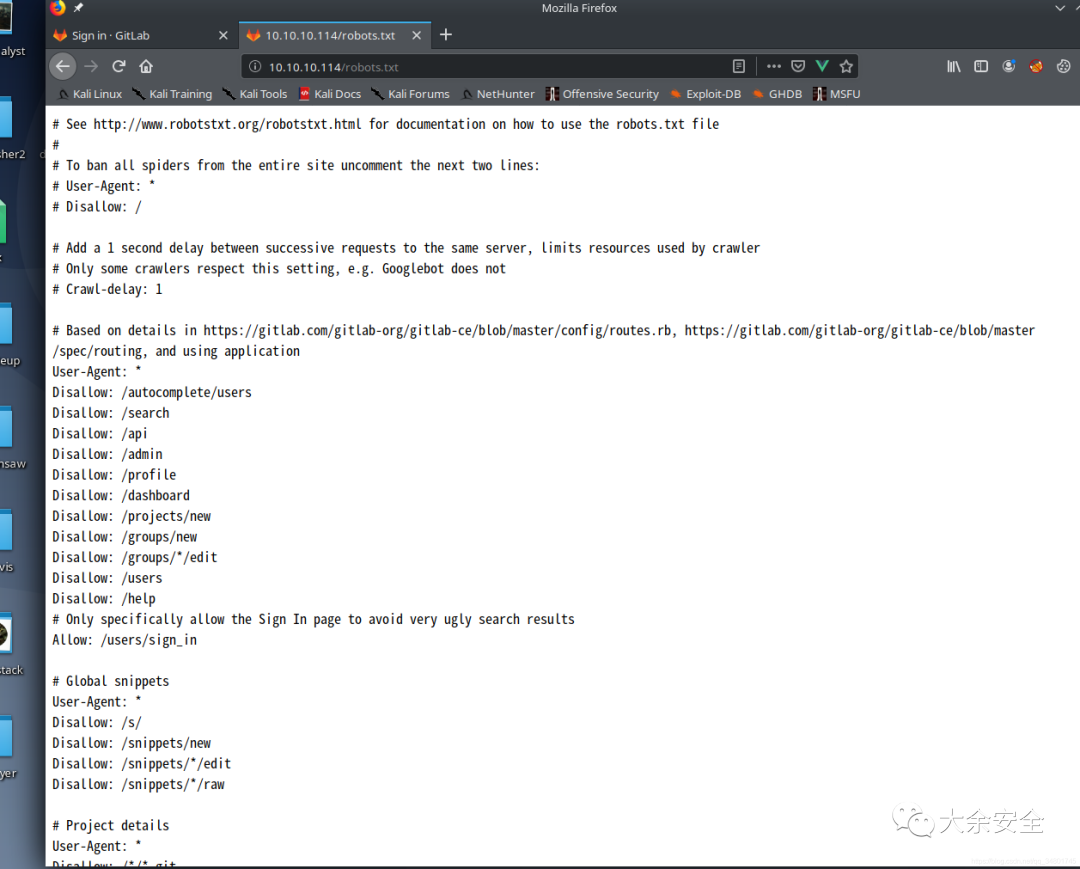 Mozilla Firefox
Sign in · GitLab
10.10.10.114/robots.txt
10.10.10.114/robots.txt
Kali Linux Kali Training Kali Tools Kali Docs Kali Forums NetHunter Offensive Security Exploit-DB GHDB MSFU
alyst
her2
eup
nsaw
vis
tack
yer
# See http://www.robotstxt.org/robotstxt.html for documentation on how to use the robots.txt file
#
# To ban all spiders from the entire site uncomment the next two lines:
# User-Agent: *
# Disallow: /
# Add a 1 second delay between successive requests to the same server, limits resources used by crawler
# Only some crawlers respect this setting, e.g. Googlebot does not
# Crawl-delay: 1
# Based on details in https://gitlab.com/gitlab-org/gitlab-ce/blob/master/config/routes.rb, https://gitlab.com/gitlab-org/gitlab-ce/blob/master
/spec/routing, and using application
User-Agent: *
Disallow: /autocomplete/users
Disallow: /search
Disallow: /api
Disallow: /admin
Disallow: /profile
Disallow: /dashboard
Disallow: /projects/new
Disallow: /groups/new
Disallow: /groups/*/edit
Disallow: /users
Disallow: /help
# Only specifically allow the Sign In page to avoid very ugly search results
Allow: /users/sign_in
# Global snippets
User-Agent: *
Disallow: /s/
Disallow: /snippets/new
Disallow: /snippets/*/edit
Disallow: /snippets/*/raw
# Project details
User-Agent: *
Disallow: /*/*.git
大余安全